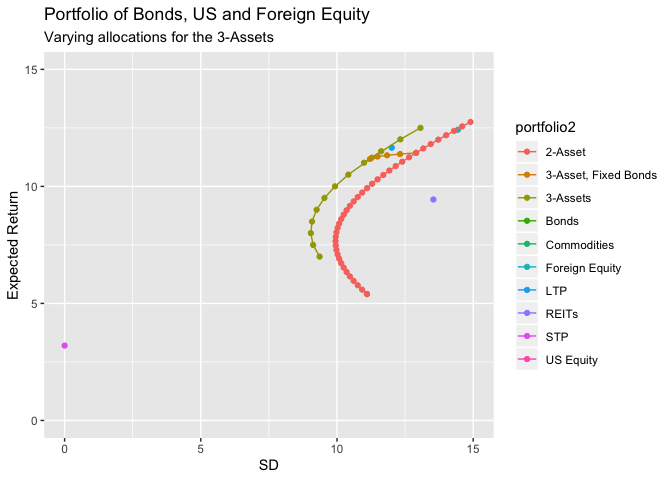 Portfolio of Bonds, US and Foreign Equity
Varying allocations for the 3-Assets
15
10
5
0
Expected Return
0
5
10
15
SD
portfolio2
2-Asset
3-Asset, Fixed Bonds
3-Assets
Bonds
Commodities
Foreign Equity
LTP
REITs
STP
US Equity